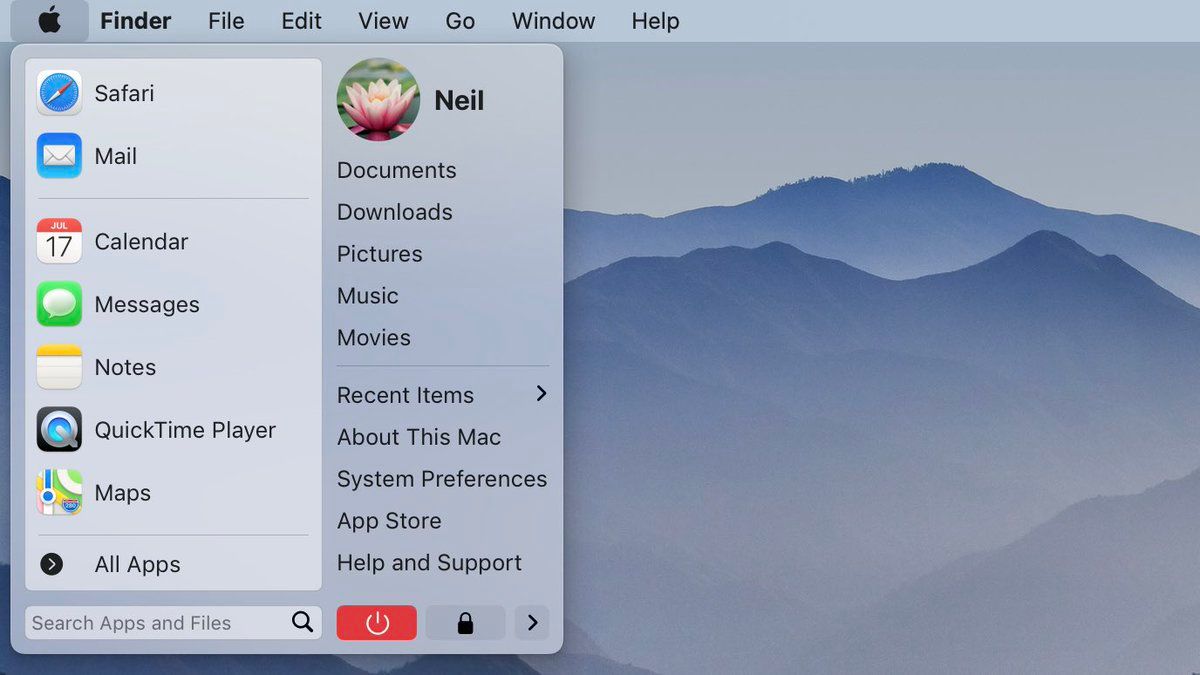 Finder File Edit View Go Window Help
Safari
Mail
JUL
17
Calendar
Messages
Notes
QuickTime Player
280
Maps
All Apps
Search Apps and Files
Neil
Documents
Downloads
Pictures
Music
Movies
Recent Items
About This Mac
System Preferences
App Store
Help and Support